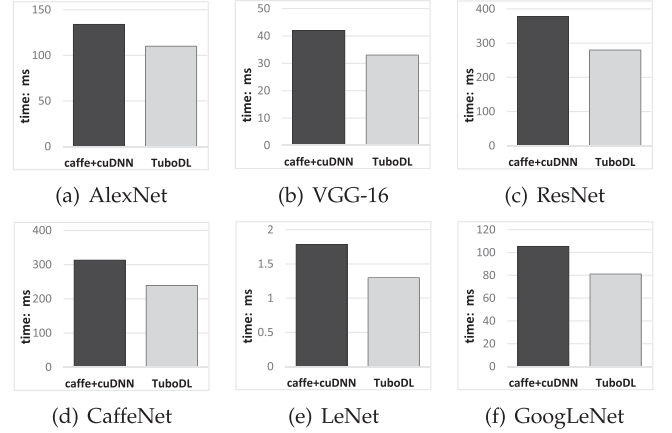 150
100
50
0
time: ms
caffe+cuDNN TuboDL
(a) AlexNet
50
40
30
20
10
0
time: ms
caffe+cuDNN TuboDL
(b) VGG-16
400
300
200
100
0
time: ms
caffe+cuDNN TuboDL
(c) ResNet
400
300
200
100
0
time: ms
caffe+cuDNN TuboDL
(d) CaffeNet
2
1.5
1
0.5
0
time: ms
caffe+cuDNN TuboDL
(e) LeNet
120
100
80
60
40
20
0
time: ms
caffe+cuDNN TuboDL
(f) GoogLeNet